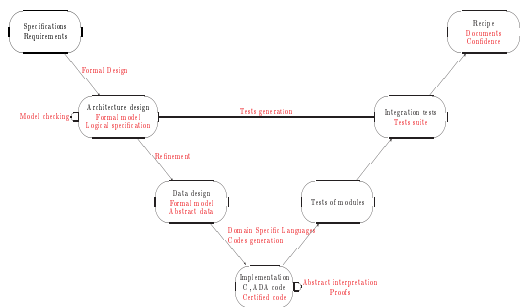 Specifications
Requirements
Recipe
Documents
Confidence
Formal Design
Model checking
Architecture design
Formal model
Logical specification
Tests generation
Integration tests
Tests suite
Refinement
Data design
Formal model
Abstract data
Tests of modules
Domain Specific Languages
Codes generation
Implementation
C , ADA code
Certified code
Abstract interpretation
Proofs